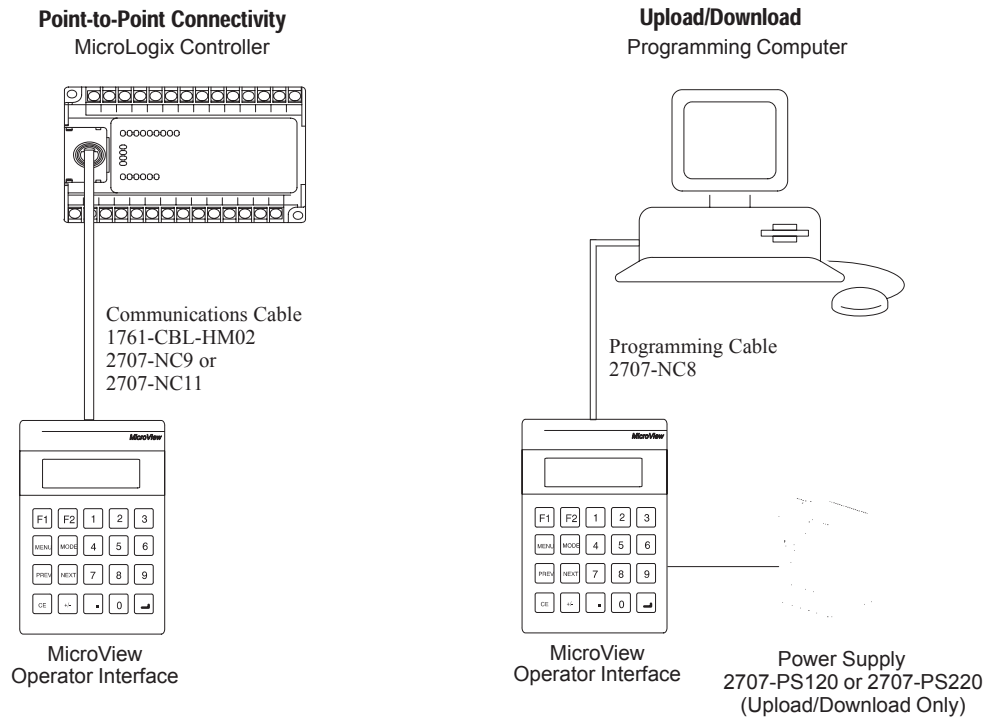 Point-to-Point Connectivity
MicroLogix Controller
Communications Cable
1761-CBL-HM02
2707-NC9 or
2707-NC11
MicroView
F1 F2 1 2 3
MENU MODE 4 5 6
PREV NEXT 7 8 9
CE +/- . 0
MicroView
Operator Interface
Upload/Download
Programming Computer
Programming Cable
2707-NC8
MicroView
F1 F2 1 2 3
MENU MODE 4 5 6
PREV NEXT 7 8 9
CE +/- . 0
MicroView
Operator Interface
Power Supply
2707-PS120 or 2707-PS220
(Upload/Download Only)